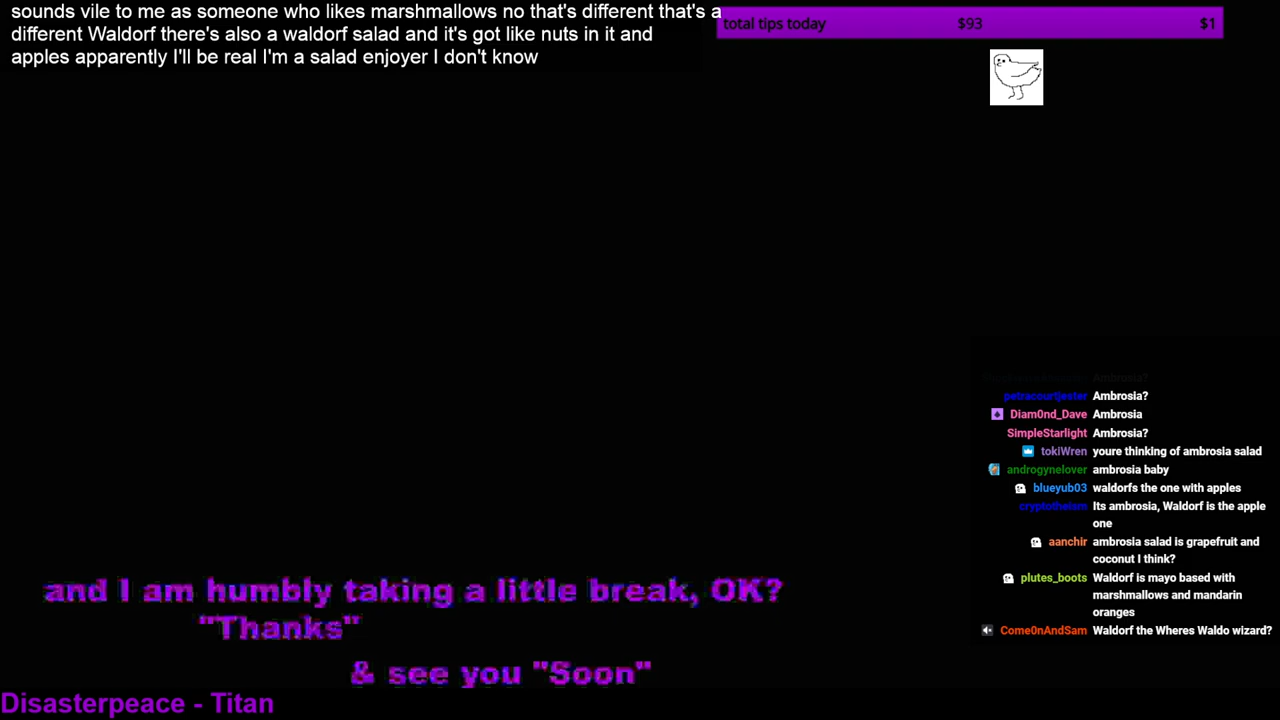 sounds vile to me as someone who likes marshmallows no that's different that's a
different Waldorf there's also a waldorf salad and it's got like nuts in it and
apples apparently I'll be real I'm a salad enjoyer I don't know
total tips today $93 $1
Ambrosia?
petracourtjester Ambrosia?
Diam0nd_Dave Ambrosia
SimpleStarlight Ambrosia?
tokiWren youre thinking of ambrosia salad
androgynelover ambrosia baby
blueyub03 waldorfs the one with apples
cryptotheism Its ambrosia, Waldorf is the apple
one
aanchir ambrosia salad is grapefruit and
coconut I think?
plutes_boots Waldorf is mayo based with
marshmallows and mandarin
oranges
Come0nAndSam Waldorf the Wheres Waldo wizard?
and I am humbly taking a little break, OK?
"Thanks"
& see you "Soon"
Disasterpeace - Titan